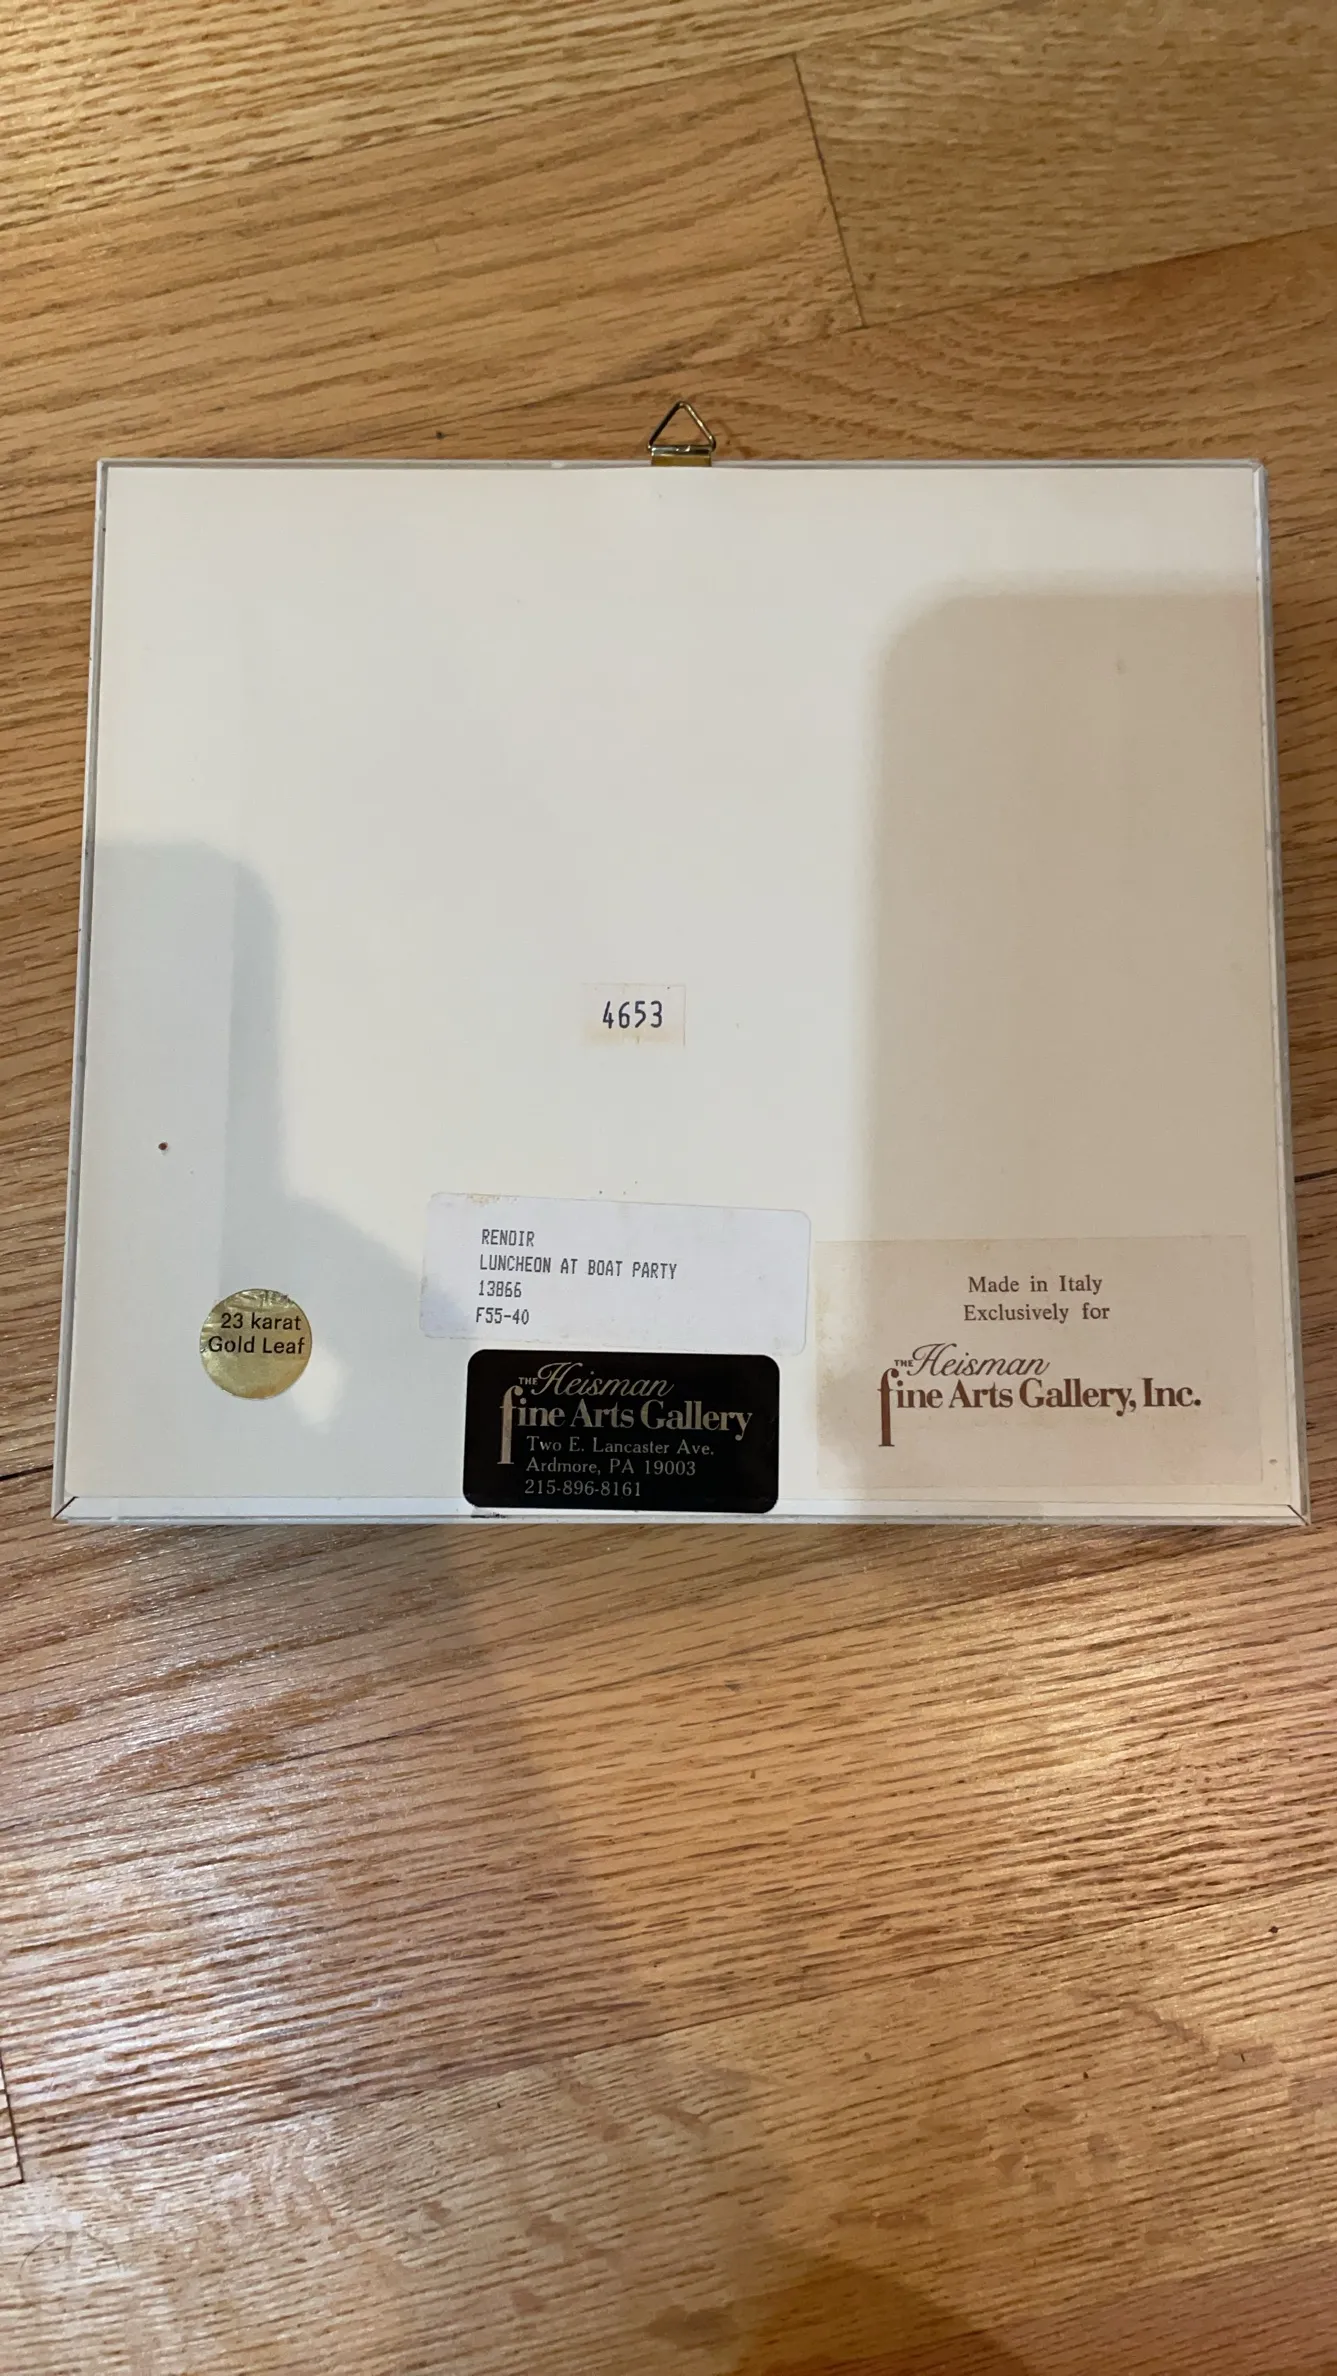 4653
RENOIR
LUNCHEON AT BOAT PARTY
13866
F55-40
23 karat
Gold Leaf
THE Heisman
fine Arts Gallery
Two E. Lancaster Ave.
Ardmore, PA 19003
215-896-8161
Made in Italy
Exclusively for
THE Heisman
fine Arts Gallery, Inc.